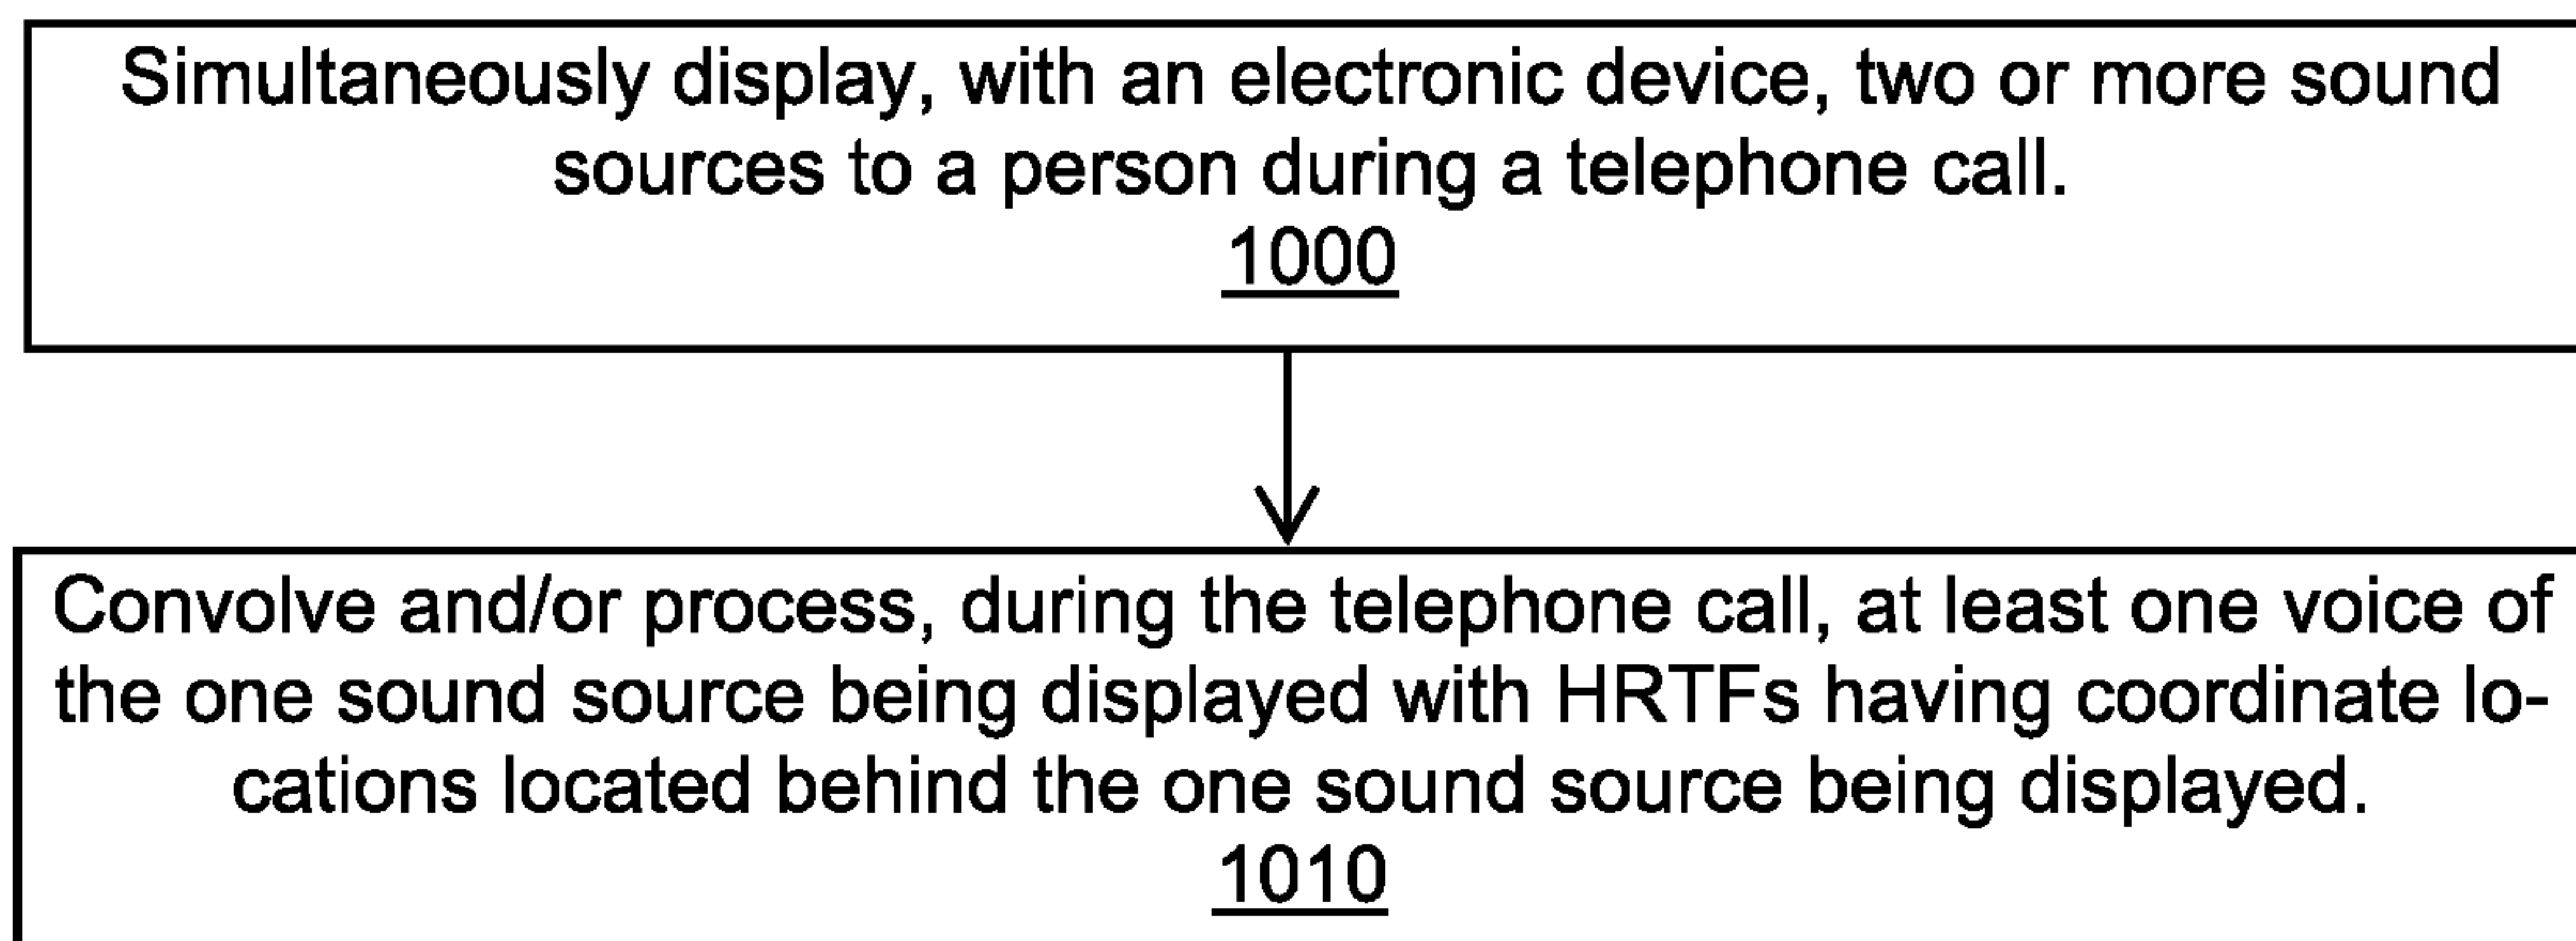 Simultaneously display, with an electronic device, two or more sound
sources to a person during a telephone call.
1000
Convolve and/or process, during the telephone call, at least one voice of
the one sound source being displayed with HRTFs having coordinate lo-
cations located behind the one sound source being displayed.
1010